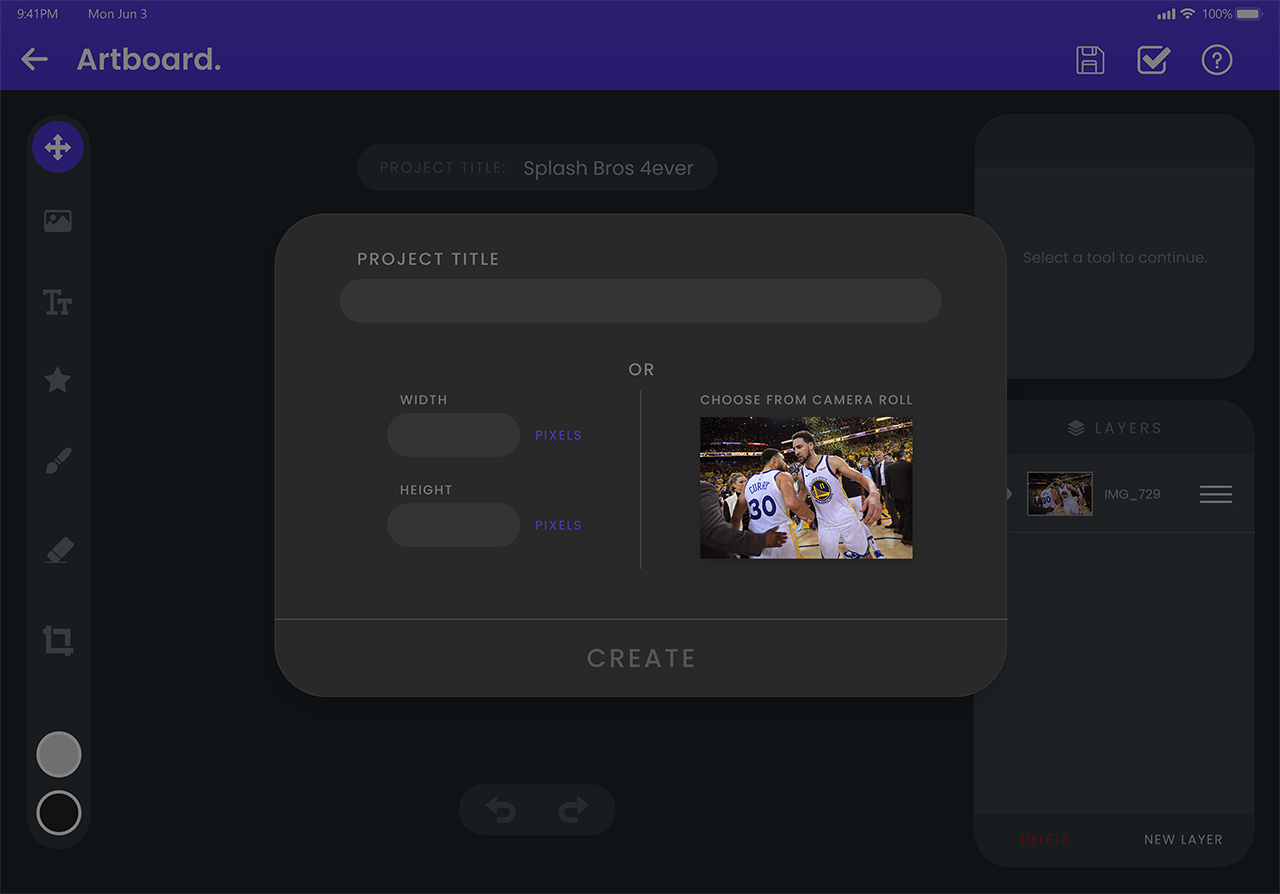 9:41PM Mon Jun 3 100%
Artboard.
PROJECT TITLE: Splash Bros 4ever
PROJECT TITLE
Select a tool to continue.
OR
WIDTH
PIXELS
HEIGHT
PIXELS
CHOOSE FROM CAMERA ROLL
CURRY
30
11
LAYERS
IMG_729
CREATE
DELETE NEW LAYER